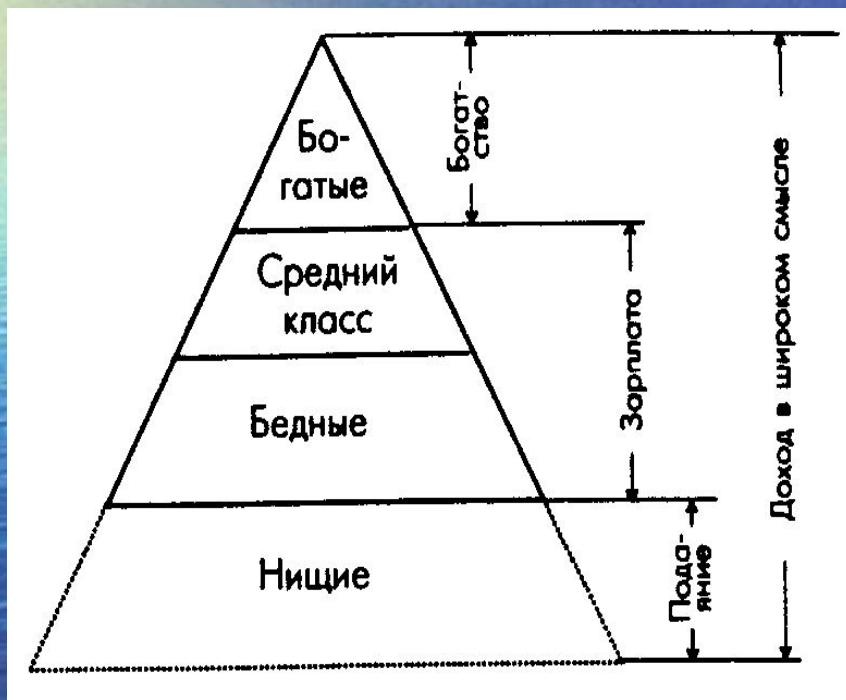 Бо-
гатые
Средний
класс
Бедные
Нищие
Богат-
ство
Зарплата
Пода-
яние
Доход в широком смысле